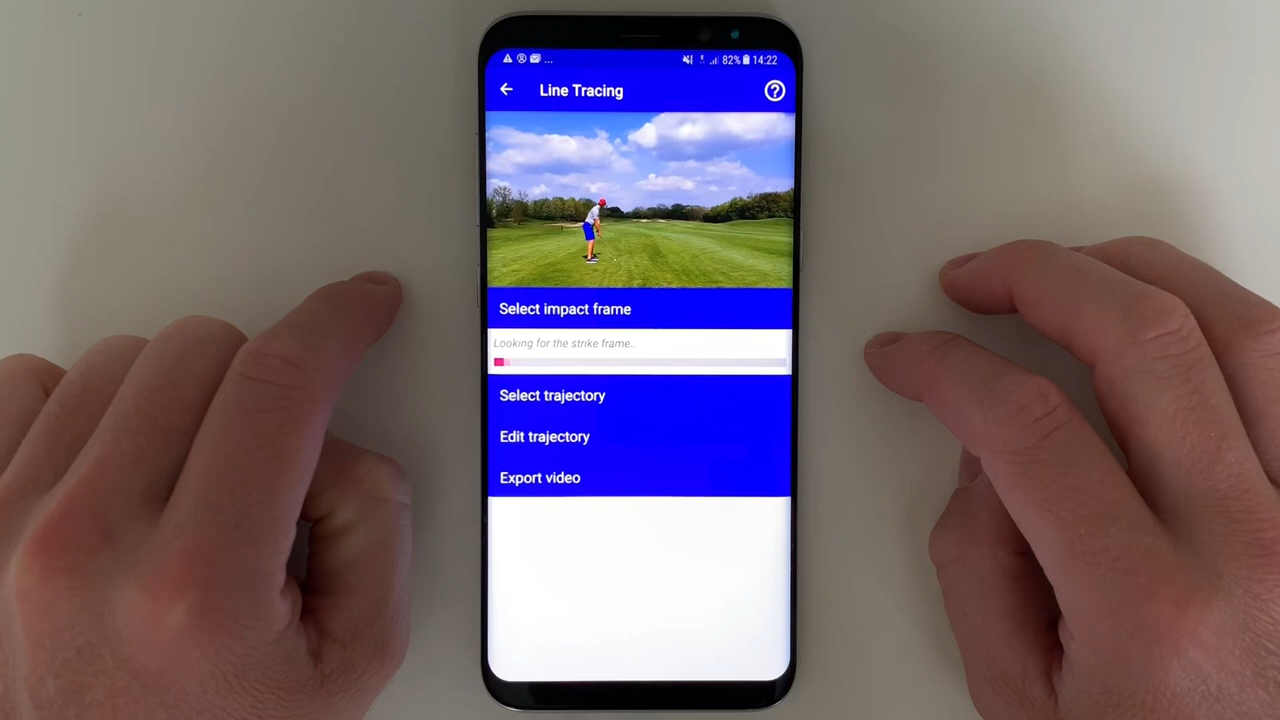 ... 82% 14:22
Line Tracing
Select impact frame
Looking for the strike frame..
Select trajectory
Edit trajectory
Export video